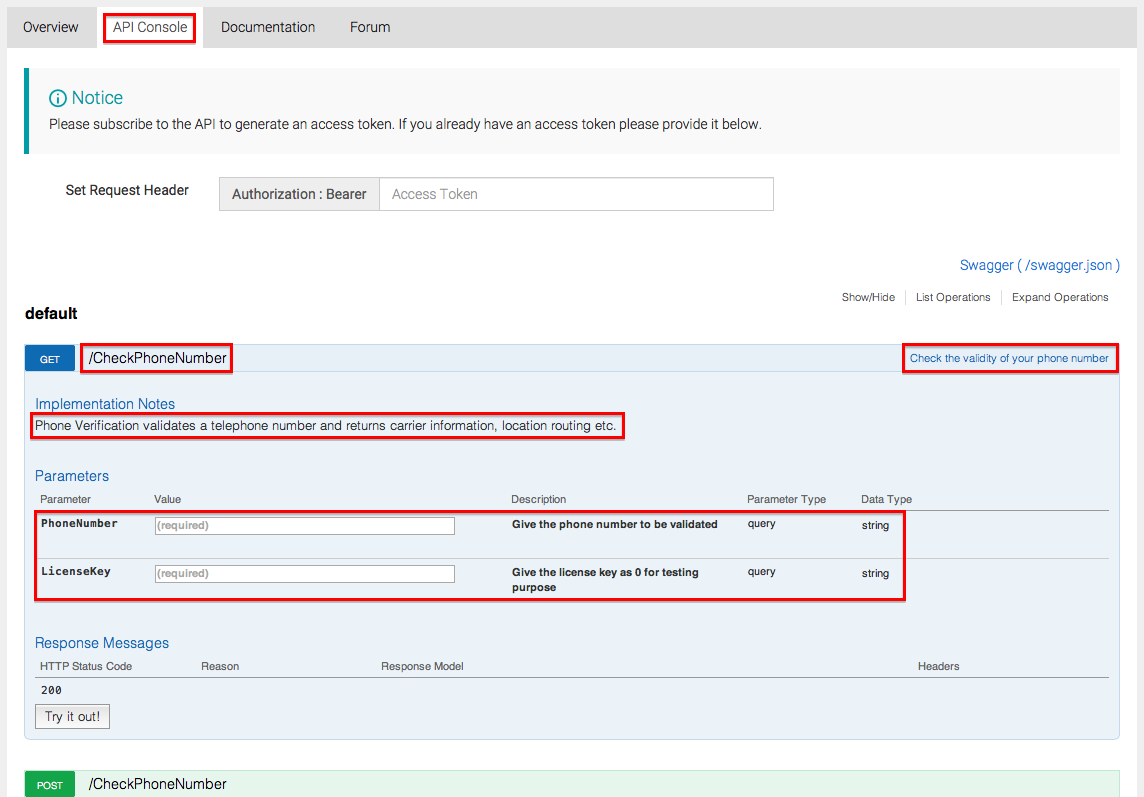 Overview API Console Documentation Forum
Notice
Please subscribe to the API to generate an access token. If you already have an access token please provide it below.
Set Request Header Authorization : Bearer Access Token
Swagger ( /swagger.json )
Show/Hide List Operations Expand Operations
default
GET /CheckPhoneNumber Check the validity of your phone number
Implementation Notes
Phone Verification validates a telephone number and returns carrier information, location routing etc.
Parameters
Parameter Value Description Parameter Type Data Type
PhoneNumber (required) Give the phone number to be validated query string
LicenseKey (required) Give the license key as 0 for testing query string
purpose
Response Messages
HTTP Status Code Reason Response Model Headers
200
Try it out!
POST /CheckPhoneNumber